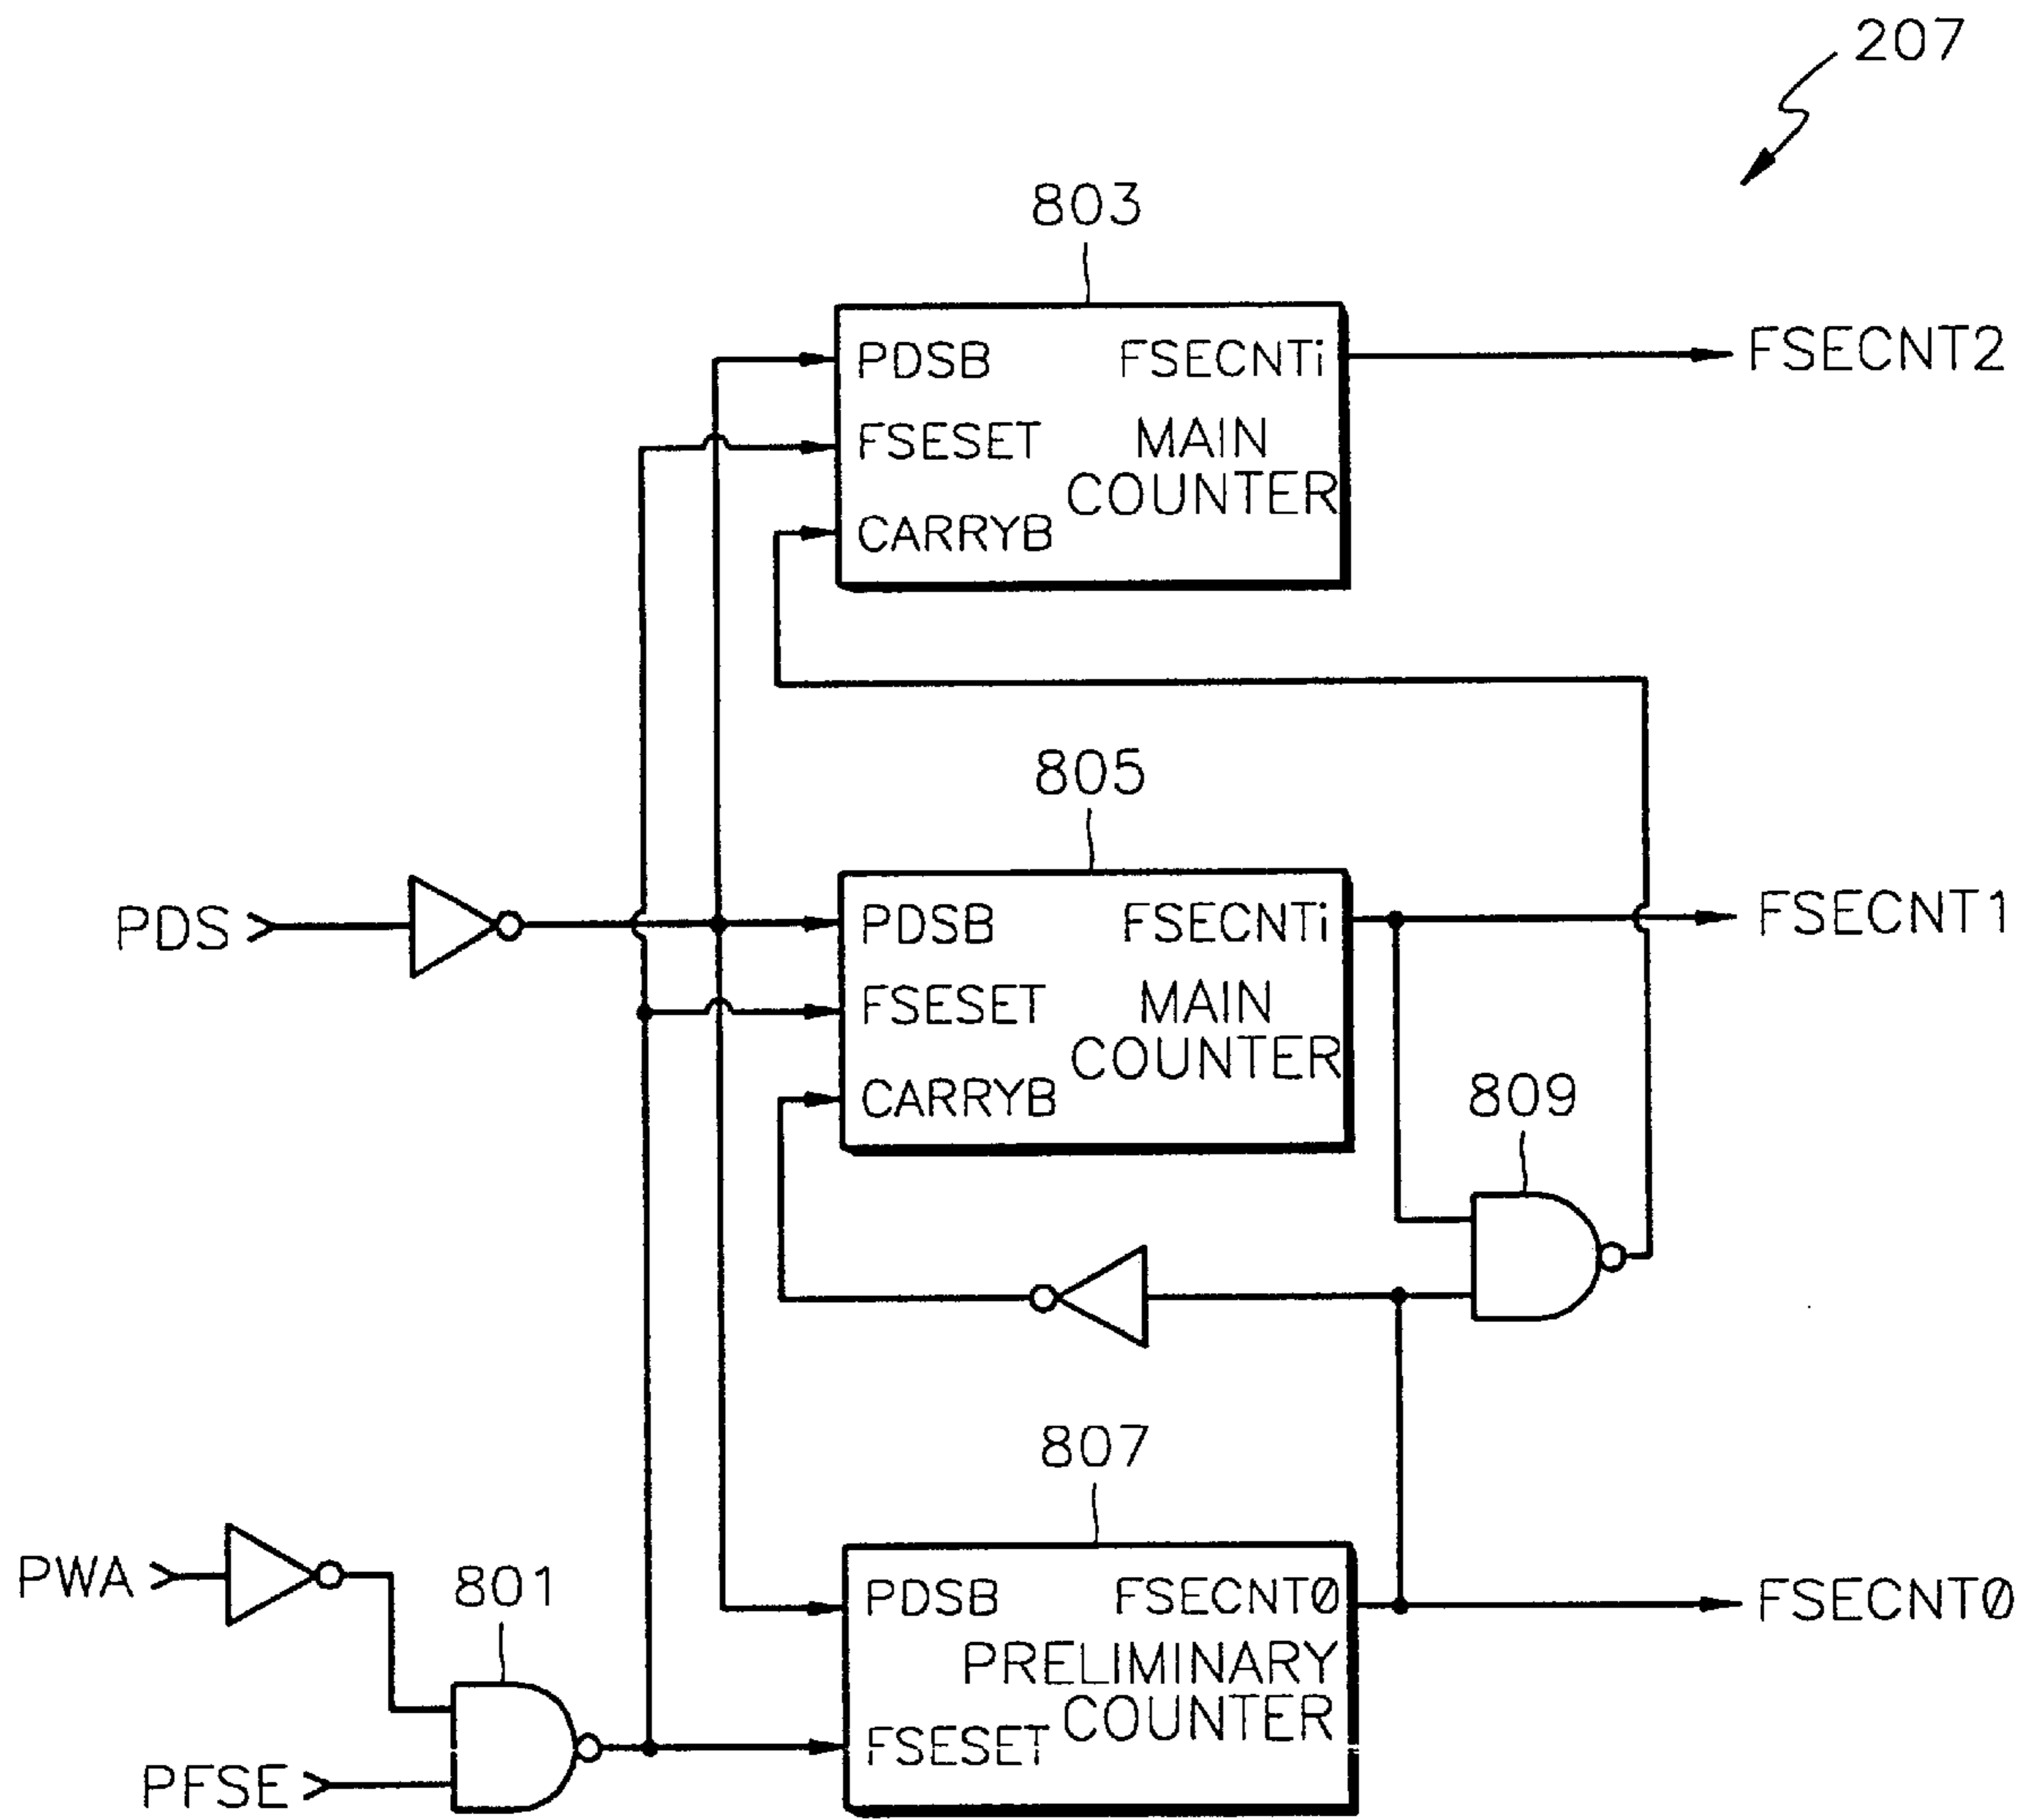 207
803
PDSB FSECNTi
FSESET MAIN
COUNTER
CARRYB
FSECNT2
805
PDS
PDSB FSECNTi
FSESET MAIN
COUNTER
CARRYB
FSECNT1
809
807
PWA
801
PFSE
PDSB FSECNT0
PRELIMINARY
COUNTER
FSESET
FSECNT0